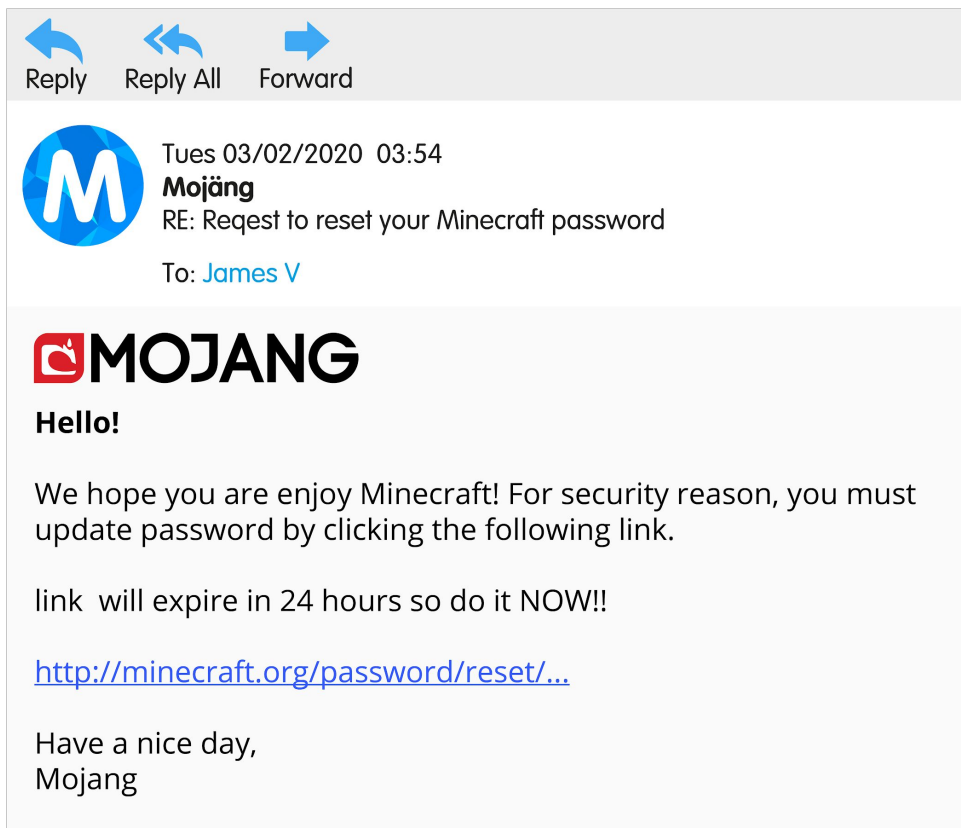 Reply Reply All Forward
M
Tues 03/02/2020 03:54
Mojäng
RE: Reqest to reset your Minecraft password
To: James V
MOJANG
Hello!
We hope you are enjoy Minecraft! For security reason, you must
update password by clicking the following link.
link will expire in 24 hours so do it NOW!!
http://minecraft.org/password/reset/...
Have a nice day,
Mojang